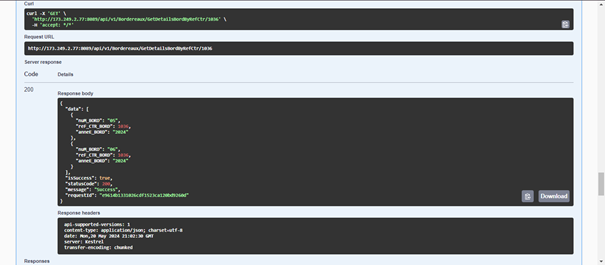 Curl
curl -X 'GET' \
'http://173.249.2.77:8089/api/v1/Bordereaux/GetDetailsBordByRefCtr/1036' \
-H 'accept: */*'
Request URL
http://173.249.2.77:8089/api/v1/Bordereaux/GetDetailsBordByRefCtr/1036
Server response
Code Details
200
Response body
{
"data": [
{
"nuM_BORD": "05",
"reF_CTR_BORD": 1036,
"anneE_BORD": "2024"
},
{
"nuM_BORD": "06",
"reF_CTR_BORD": 1036,
"anneE_BORD": "2024"
}
],
"isSuccess": true,
"statusCode": 200,
"message": "Success",
"requestId":
}
Download
Response headers
api-supported-versions: 1
content-type: application/json; charset=utf-8
date: Mon,20 May 2024 21:02:30 GMT
server: Kestrel
transfer-encoding: chunked
Responses